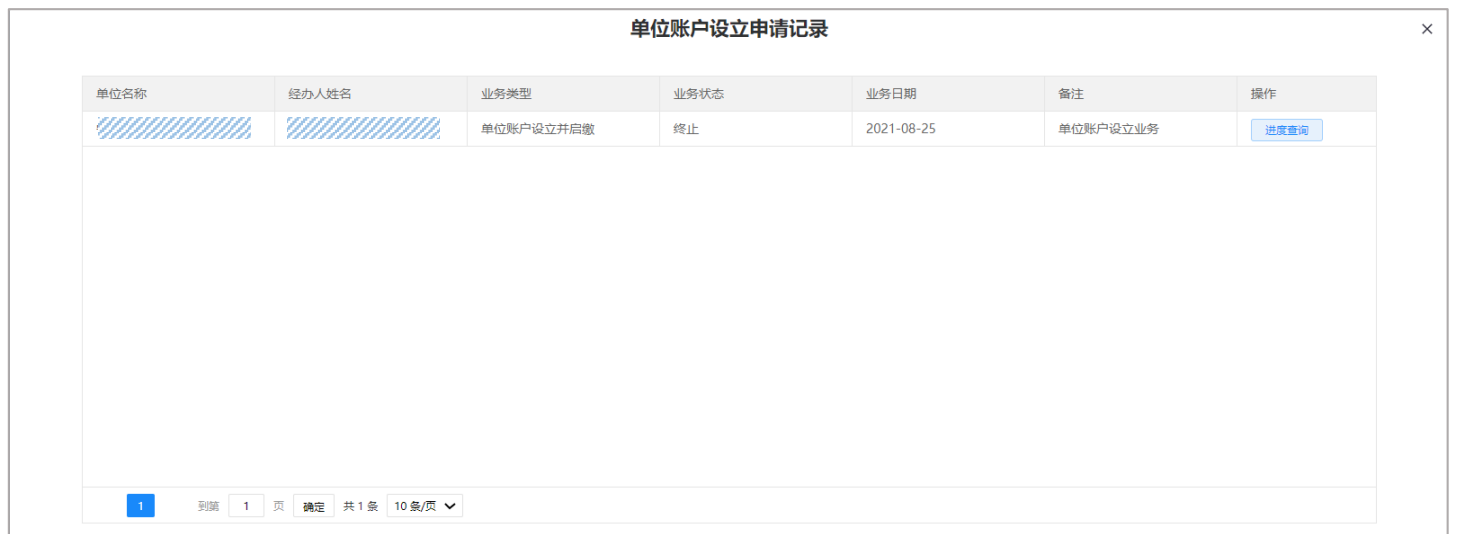 单位账户设立申请记录
×
单位名称 经办人姓名 业务类型 业务状态 业务日期 备注 操作
单位账户设立并启缴 终止 2021-08-25 单位账户设立业务 进度查询
1 到第 1 页 确定 共 1 条 10 条/页